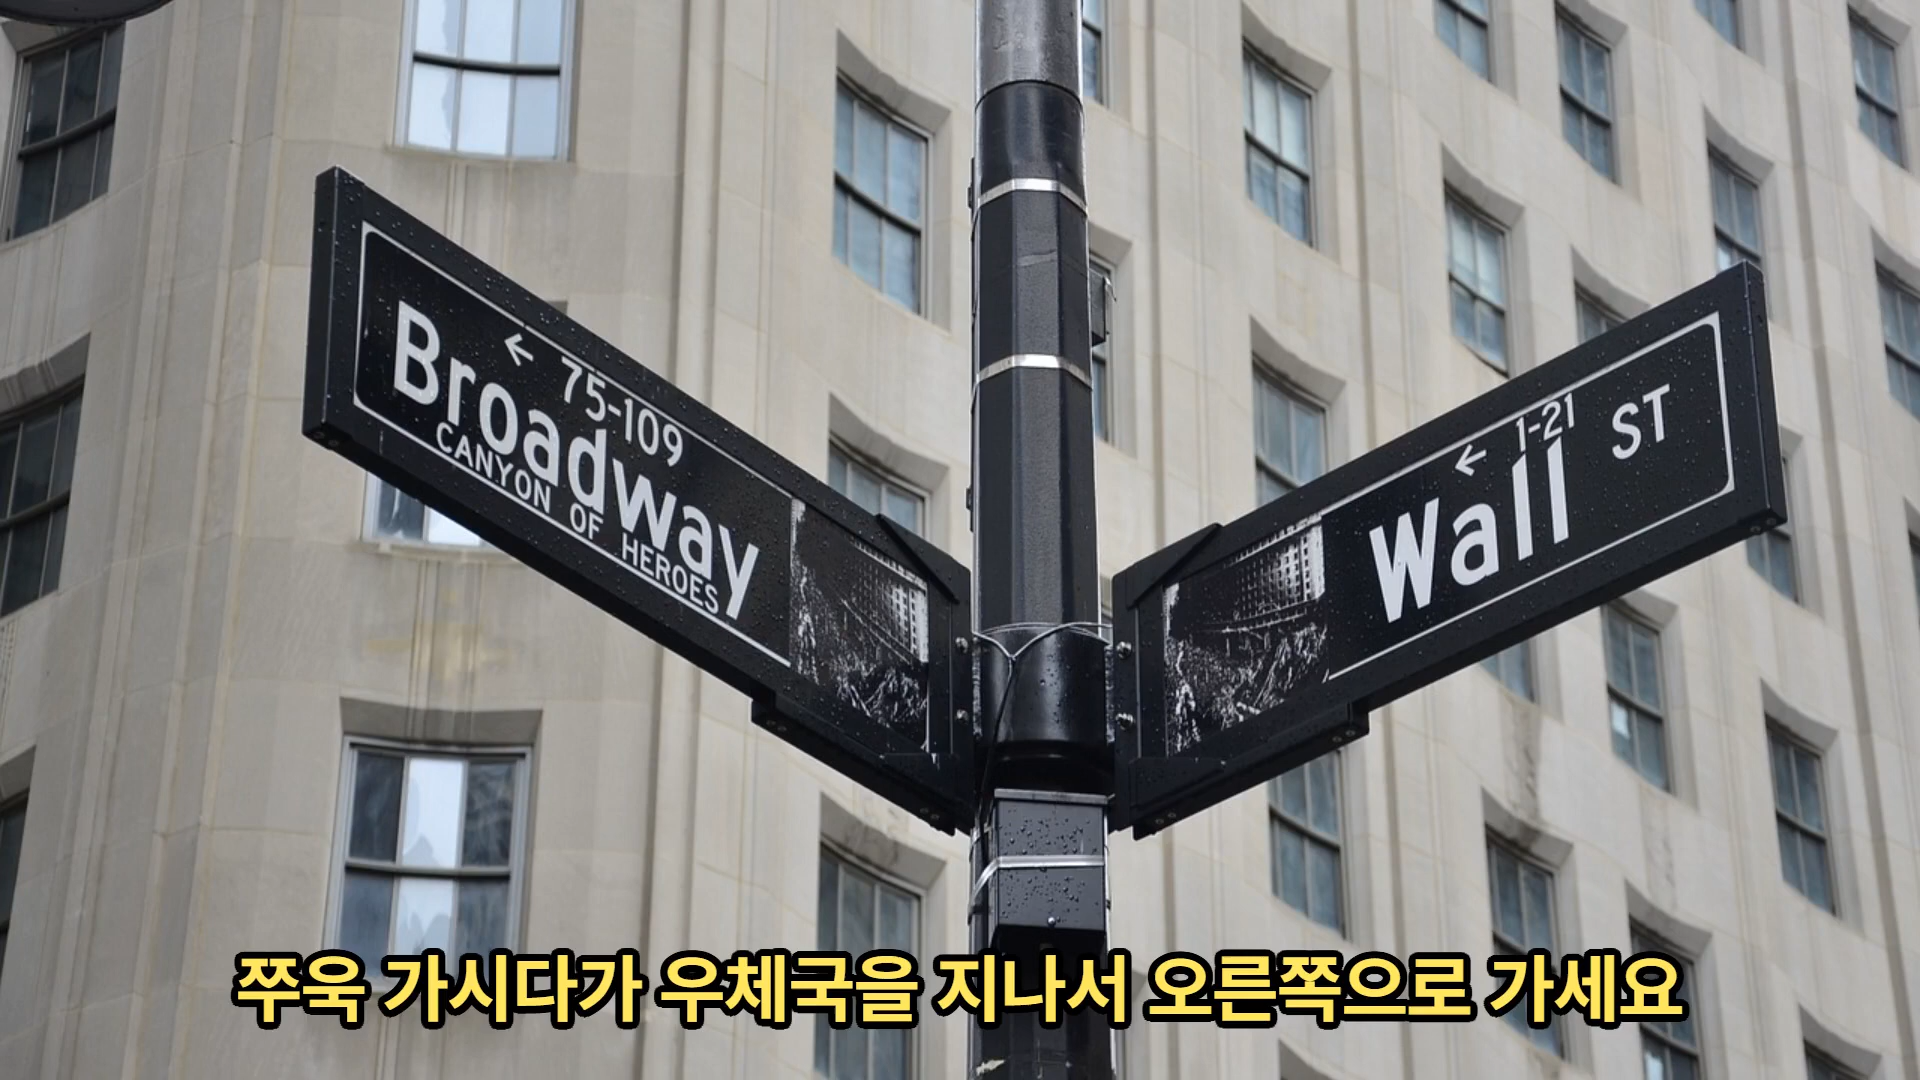 ← 75-109
Broadway
CANYON OF HEROES
← 1-21
Wall ST
쭈욱 가시다가 우체국을 지나서 오른쪽으로 가세요